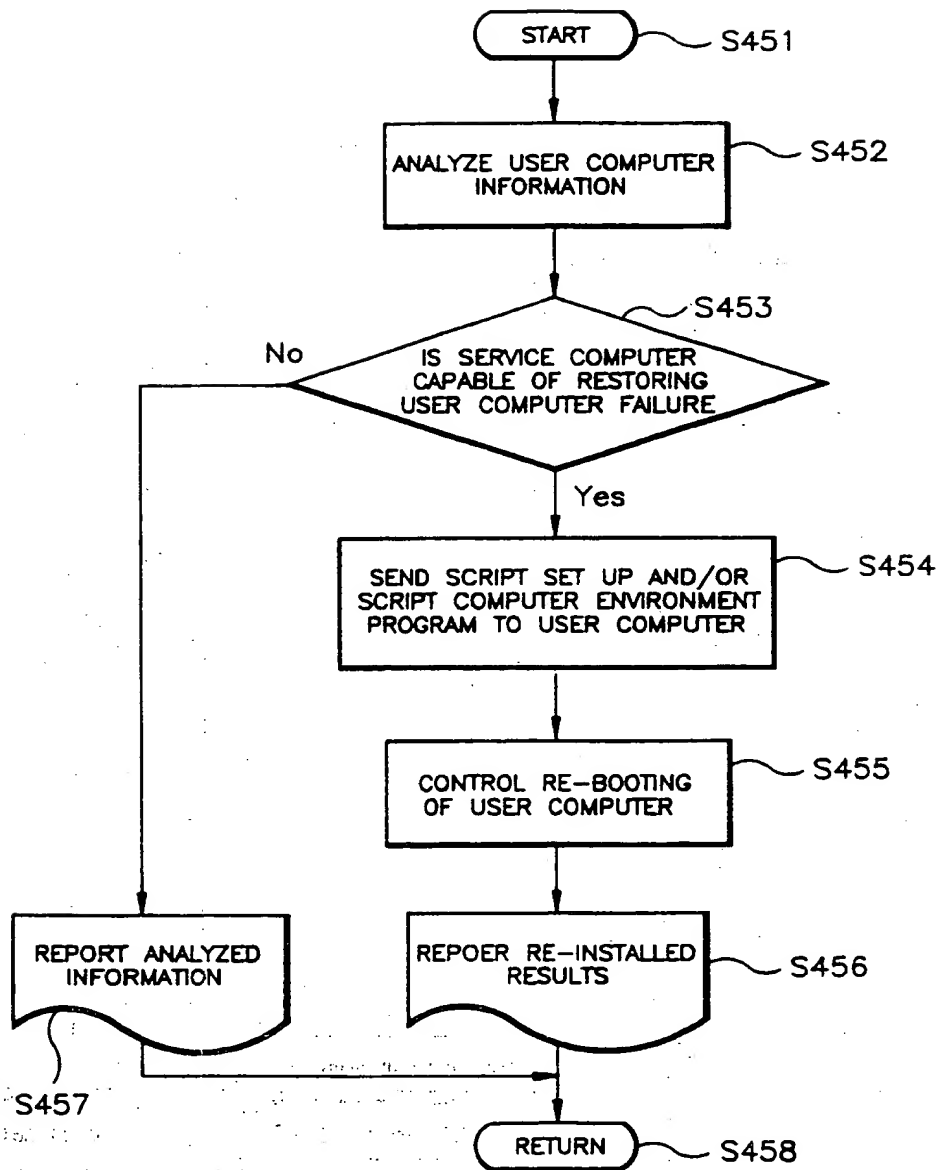 START
S451
ANALYZE USER COMPUTER
INFORMATION
S452
S453
No
IS SERVICE COMPUTER
CAPABLE OF RESTORING
USER COMPUTER FAILURE
Yes
SEND SCRIPT SET UP AND/OR
SCRIPT COMPUTER ENVIRONMENT
PROGRAM TO USER COMPUTER
S454
CONTROL RE-BOOTING
OF USER COMPUTER
S455
REPORT ANALYZED
INFORMATION
REPOER RE-INSTALLED
RESULTS
S456
S457
RETURN
S458